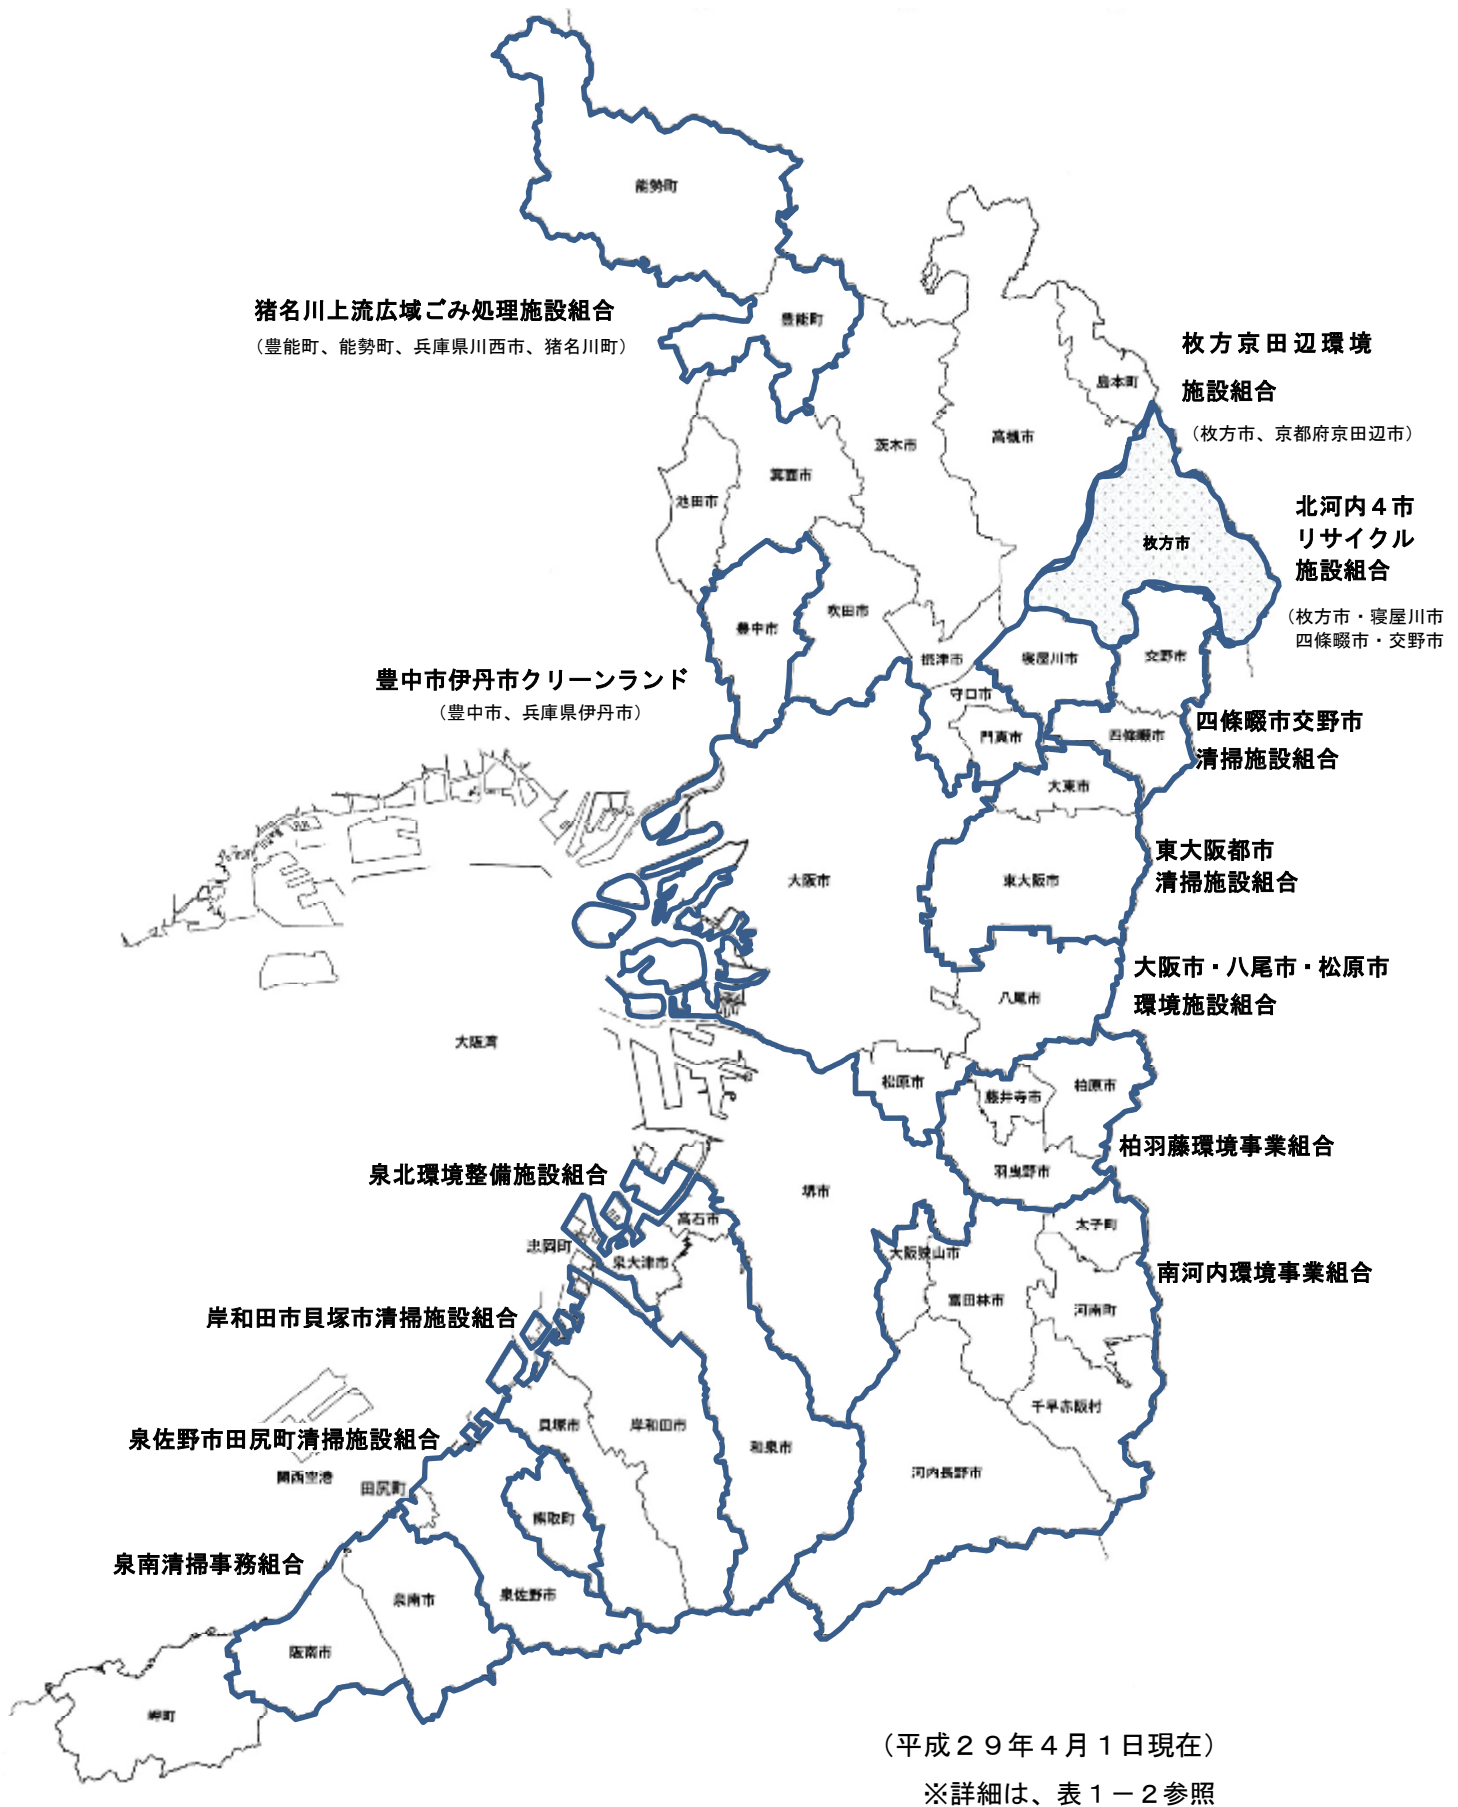 能勢町
猪名川上流広域ごみ処理施設組合
（豊能町、能勢町、兵庫県川西市、猪名川町）
豊能町
枚方京田辺環境
施設組合
（枚方市、京都府京田辺市）
島本町
高槻市
茨木市
箕面市
池田市
北河内４市
リサイクル
施設組合
（枚方市・寝屋川市
四條畷市・交野市
枚方市
吹田市
豊中市
摂津市
寝屋川市
交野市
豊中市伊丹市クリーンランド
（豊中市、兵庫県伊丹市）
守口市
門真市
四條畷市
四條畷市交野市
清掃施設組合
大東市
東大阪都市
清掃施設組合
大阪市
東大阪市
大阪市・八尾市・松原市
環境施設組合
八尾市
大阪湾
松原市
藤井寺市
柏原市
柏羽藤環境事業組合
羽曳野市
泉北環境整備施設組合
堺市
高石市
太子町
忠岡町
泉大津市
大阪狭山市
南河内環境事業組合
富田林市
河南町
岸和田市貝塚市清掃施設組合
千早赤阪村
貝塚市
岸和田市
和泉市
泉佐野市田尻町清掃施設組合
関西空港
田尻町
河内長野市
熊取町
泉南清掃事務組合
泉南市
泉佐野市
阪南市
岬町
（平成２９年４月１日現在）
※詳細は、表１－２参照